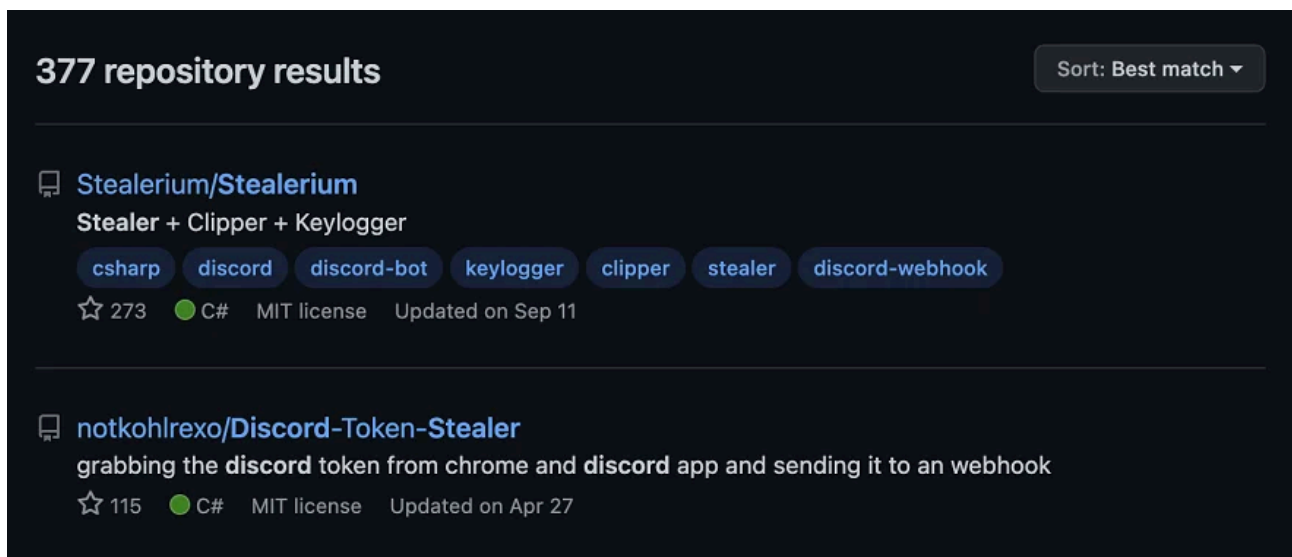 377 repository results
Sort: Best match
Stealerium/Stealerium
Stealer + Clipper + Keylogger
csharp discord discord-bot keylogger clipper stealer discord-webhook
273 C# MIT license Updated on Sep 11
notkohlrexo/Discord-Token-Stealer
grabbing the discord token from chrome and discord app and sending it to an webhook
115 C# MIT license Updated on Apr 27